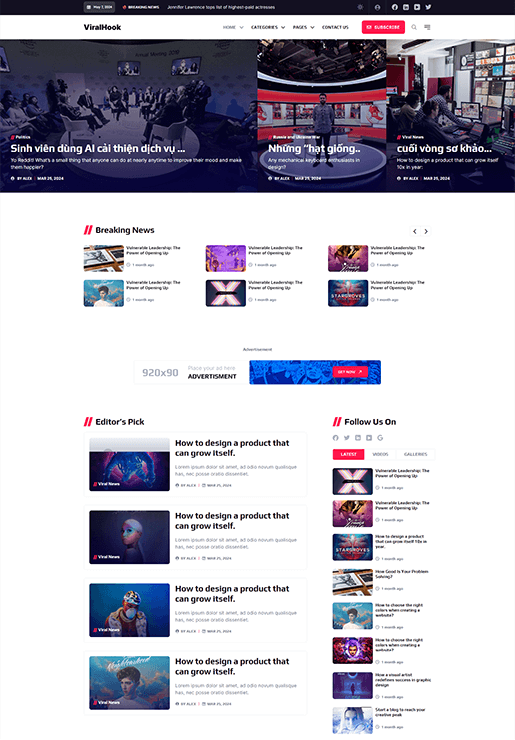 May 7, 2024
BREAKING NEWS
Jennifer Lawrence tops list of highest-paid actresses
ViralHook
HOME
CATEGORIES
PAGES
CONTACT US
SUBSCRIBE
Politics
Sinh viên dùng AI cải thiện dịch vụ ...
Yo Reddit! What's a small thing that anyone can do at nearly anytime to improve their mood and make
them happier?
BY ALEX | MAR 25, 2024
Russia and Ukraine War
Những "hạt giống..
Any mechanical keyboard enthusiasts in
design?
BY ALEX | MAR 25, 2024
Viral News
cuối vòng sơ khảo...
How to design a product that can grow itself
10x in year:
BY ALEX | MAR 25, 2024
Breaking News
Vulnerable Leadership: The
Power of Opening Up
1 month ago
Vulnerable Leadership: The
Power of Opening Up
1 month ago
Vulnerable Leadership: The
Power of Opening Up
1 month ago
Vulnerable Leadership: The
Power of Opening Up
1 month ago
Vulnerable Leadership: The
Power of Opening Up
1 month ago
STARGROVES
Vulnerable Leadership: The
Power of Opening Up
1 month ago
Advertisement
920x90
Place your ad here
ADVERTISMENT
GET NOW
Editor's Pick
Viral News
How to design a product that
can grow itself.
Lorem ipsum dolor sit amet, ad odio novum qualisque
has, nec posse oratio disputationi.
BY ALEX | MAR 25, 2024
Viral News
How to design a product that
can grow itself.
Lorem ipsum dolor sit amet, ad odio novum qualisque
has, nec posse oratio disputationi.
BY ALEX | MAR 25, 2024
Viral News
How to design a product that
can grow itself.
Lorem ipsum dolor sit amet, ad odio novum qualisque
has, nec posse oratio disputationi.
BY ALEX | MAR 25, 2024
Viral News
How to design a product that
can grow itself.
Lorem ipsum dolor sit amet, ad odio novum qualisque
has, nec posse oratio disputationi.
BY ALEX | MAR 25, 2024
Follow Us On
LATEST
VIDEOS
GALLERIES
Vulnerable Leadership: The
Power of Opening Up
1 month ago
Vulnerable Leadership: The
Power of Opening Up
1 month ago
STARGROVES
How to design a product
that can grow itself 10x in
year.
1 month ago
How Good Is Your Problem
Solving?
1 month ago
How to choose the right
colors when creating a
website?
1 month ago
How to choose the right
colors when creating a
website?
1 month ago
How a visual artist
redefines success in graphic
design
1 month ago
Start a blog to reach your
creative peak
1 month ago